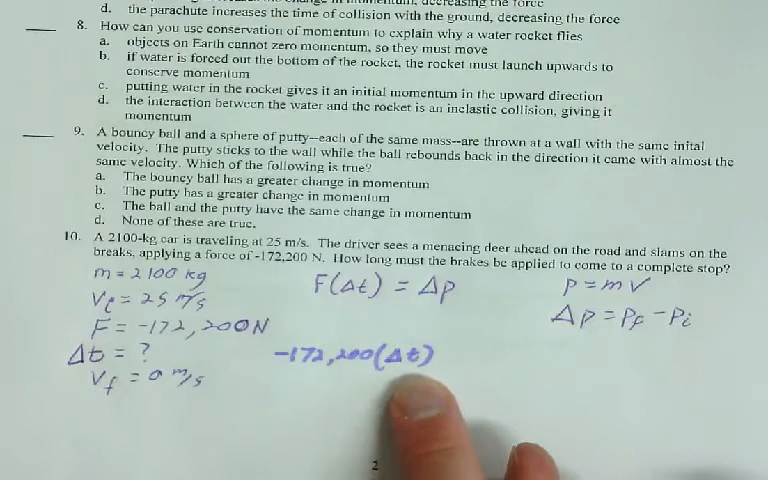 d. the parachute increases the time of collision with the ground, decreasing the force
8. How can you use conservation of momentum to explain why a water rocket flies
a. objects on Earth cannot zero momentum, so they must move
b. if water is forced out the bottom of the rocket, the rocket must launch upwards to
conserve momentum
c. putting water in the rocket gives it an initial momentum in the upward direction
d. the interaction between the water and the rocket is an inelastic collision, giving it
momentum
9. A bouncy ball and a sphere of putty--each of the same mass--are thrown at a wall with the same inital
velocity. The putty sticks to the wall while the ball rebounds back in the direction it came with almost the
same velocity. Which of the following is true?
a. The bouncy ball has a greater change in momentum
b. The putty has a greater change in momentum
c. The ball and the putty have the same change in momentum
d. None of these are true.
10. A 2100-kg car is traveling at 25 m/s. The driver sees a menacing deer ahead on the road and slams on the
breaks, applying a force of -172,200 N. How long must the brakes be applied to come to a complete stop?
m = 2100 kg
F(Δt) = Δp
p = mv
Vi = 25 m/s
Δp = pf - pi
F = -172,200N
Δt = ?
-172,200(Δt)
Vf = 0 m/s
2